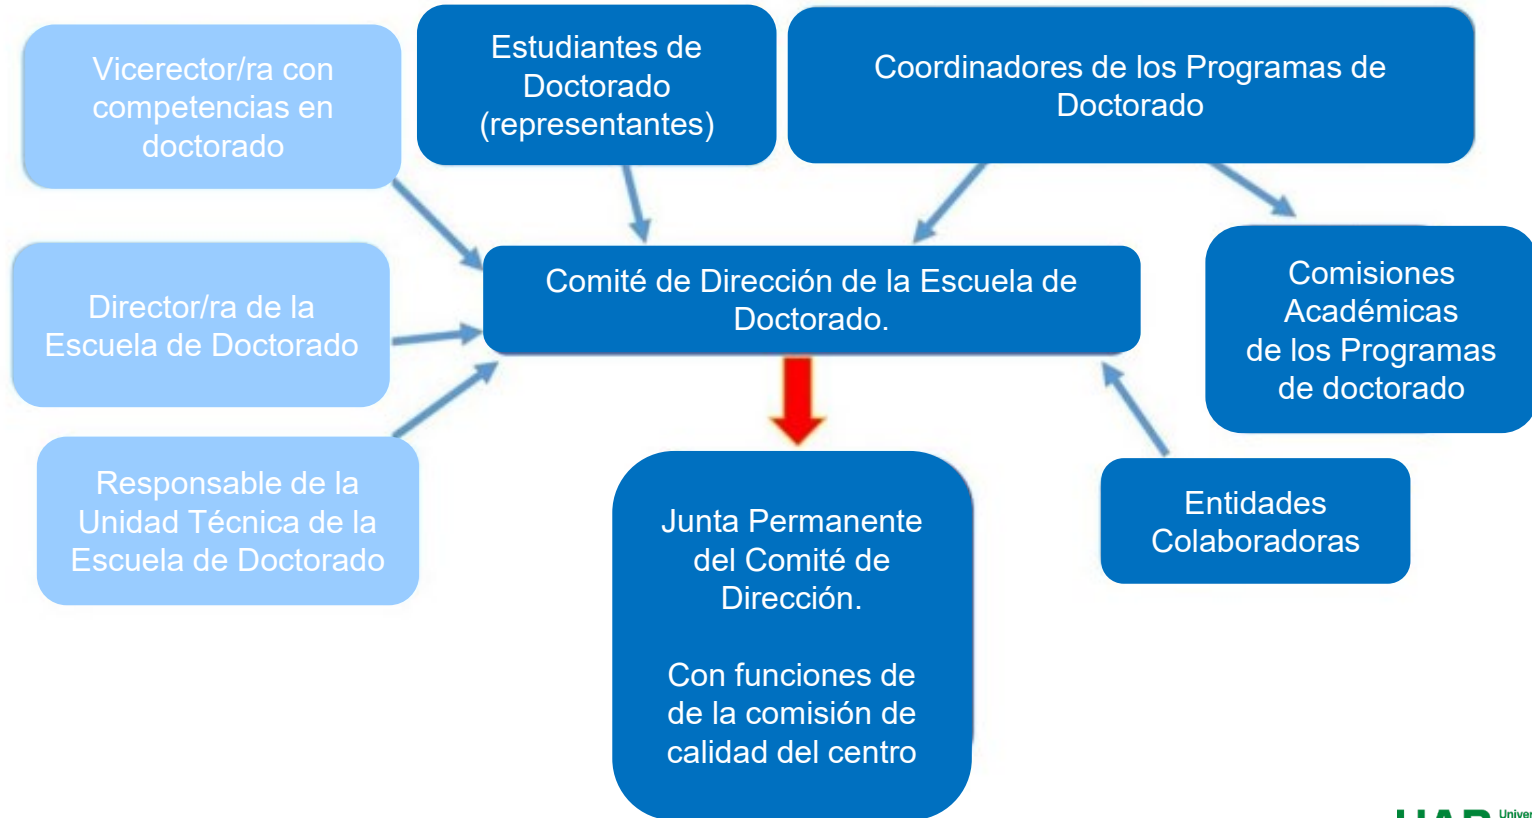 Vicerector/ra con
competencias en
doctorado
Estudiantes de
Doctorado
(representantes)
Coordinadores de los Programas de
Doctorado
Director/ra de la
Escuela de Doctorado
Comité de Dirección de la Escuela de
Doctorado.
Comisiones
Académicas
de los Programas
de doctorado
Responsable de la
Unidad Técnica de la
Escuela de Doctorado
Junta Permanente
del Comité de
Dirección.
Con funciones de
de la comisión de
calidad del centro
Entidades
Colaboradoras